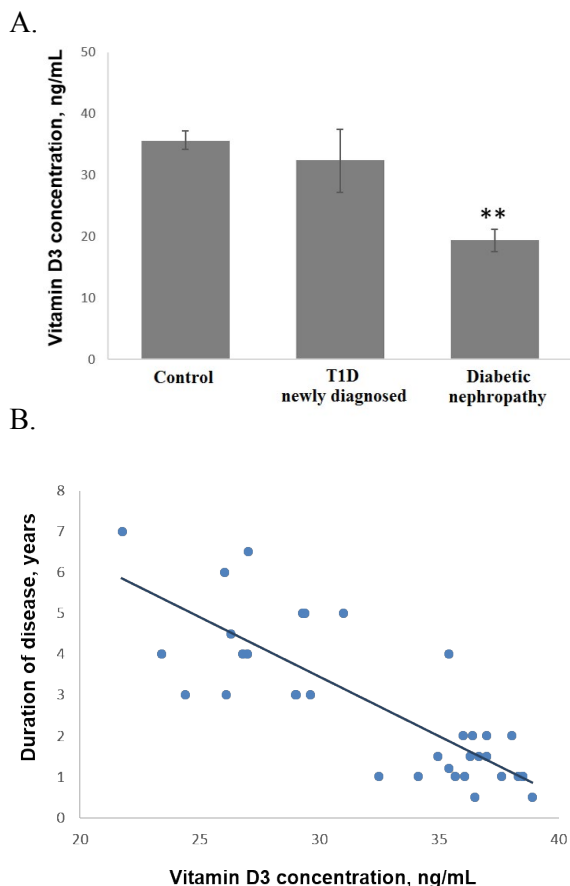 A.
Vitamin D3 concentration, ng/mL
50
40
30
20
10
0
**
Control
T1D
newly diagnosed
Diabetic
nephropathy
B.
Duration of disease, years
8
7
6
5
4
3
2
1
0
20
25
30
35
40
Vitamin D3 concentration, ng/mL